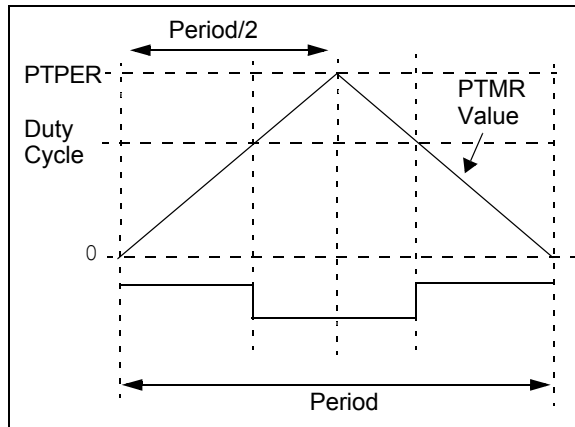 Period/2
PTPER
PTMR
Value
Duty
Cycle
0
Period